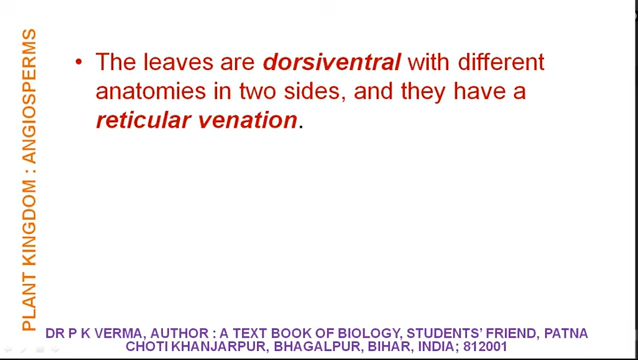 PLANT KINGDOM : ANGIOSPERMS
• The leaves are dorsiventral with different
anatomies in two sides, and they have a
reticular venation.
DR P K VERMA, AUTHOR : A TEXT BOOK OF BIOLOGY, STUDENTS' FRIEND, PATNA
CHOTI KHANJARPUR, BHAGALPUR, BIHAR, INDIA; 812001